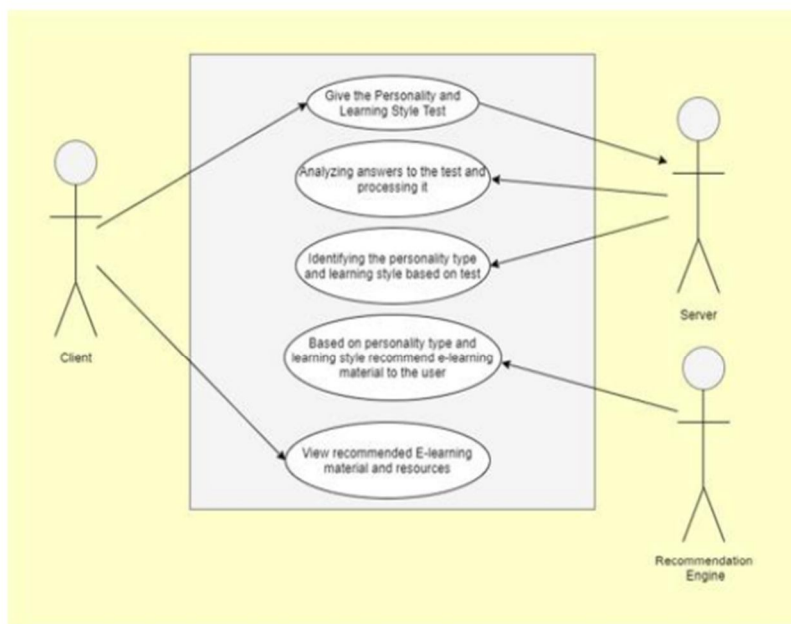 Give the Personality and
Learning Style Test
Analyzing answers to the test and
processing it
Identifying the personality type
and learning style based on test
Based on personality type and
learning style recommend e-learning
material to the user
View recommended E-learning
material and resources
Client
Server
Recommendation
Engine